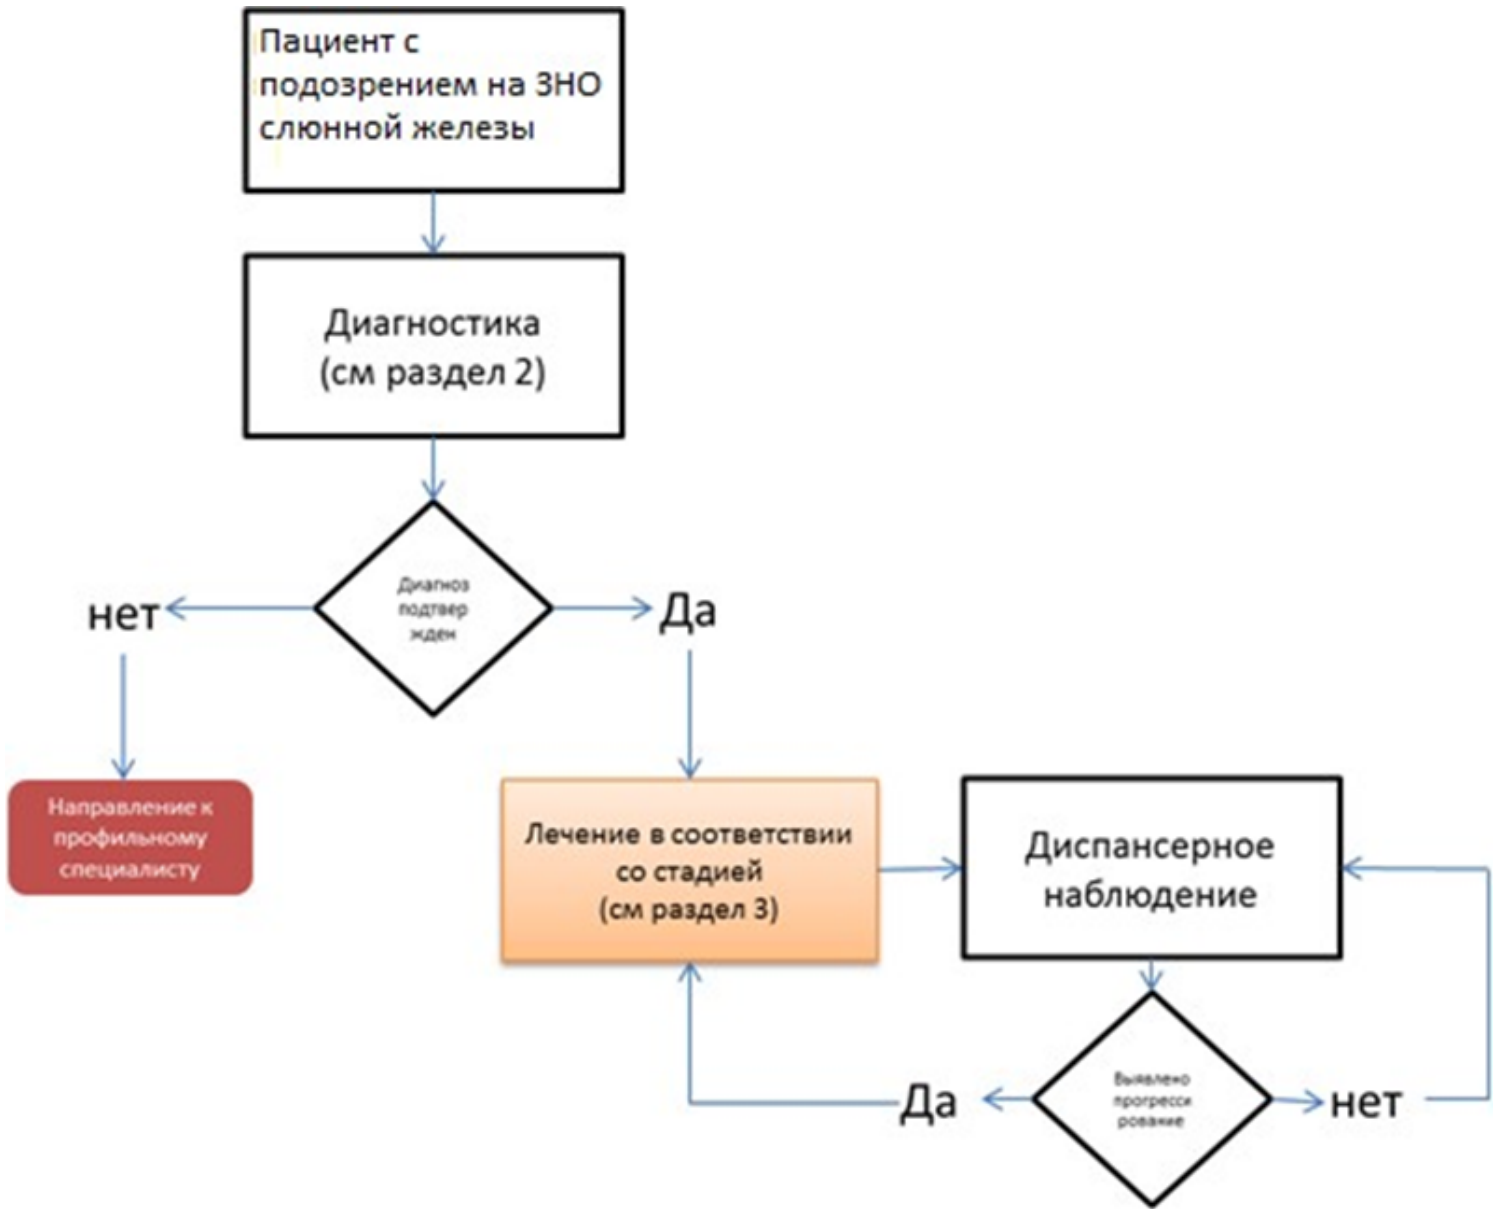 Пациент с
подозрением на ЗНО
слюнной железы
Диагностика
(см раздел 2)
Диагноз
подтвер
жден
нет
Да
Направление к
профильному
специалисту
Лечение в соответствии
со стадией
(см раздел 3)
Диспансерное
наблюдение
Выявлено
прогресси
рование
Да
нет